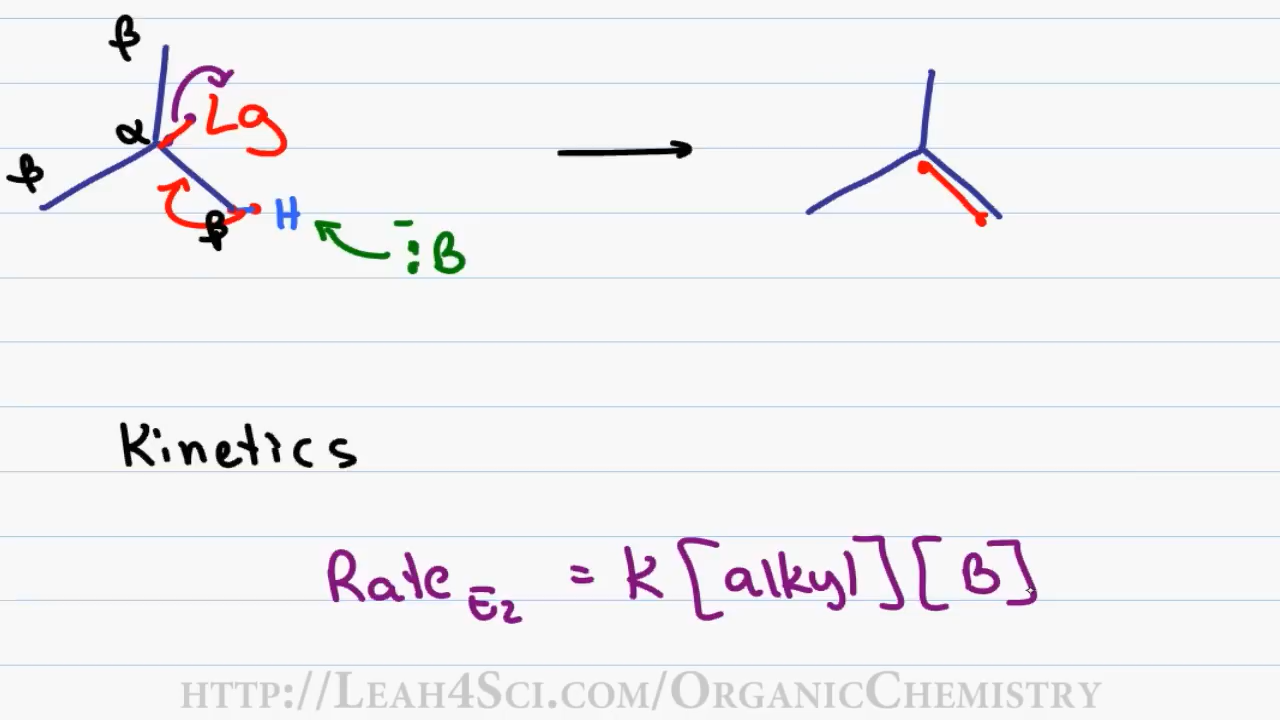 β
α Lg
β
β H :B̄
Kinetics
Rate E2 = K[alkyl][B]
HTTP://LEAH4SCI.COM/ORGANICCHEMISTRY